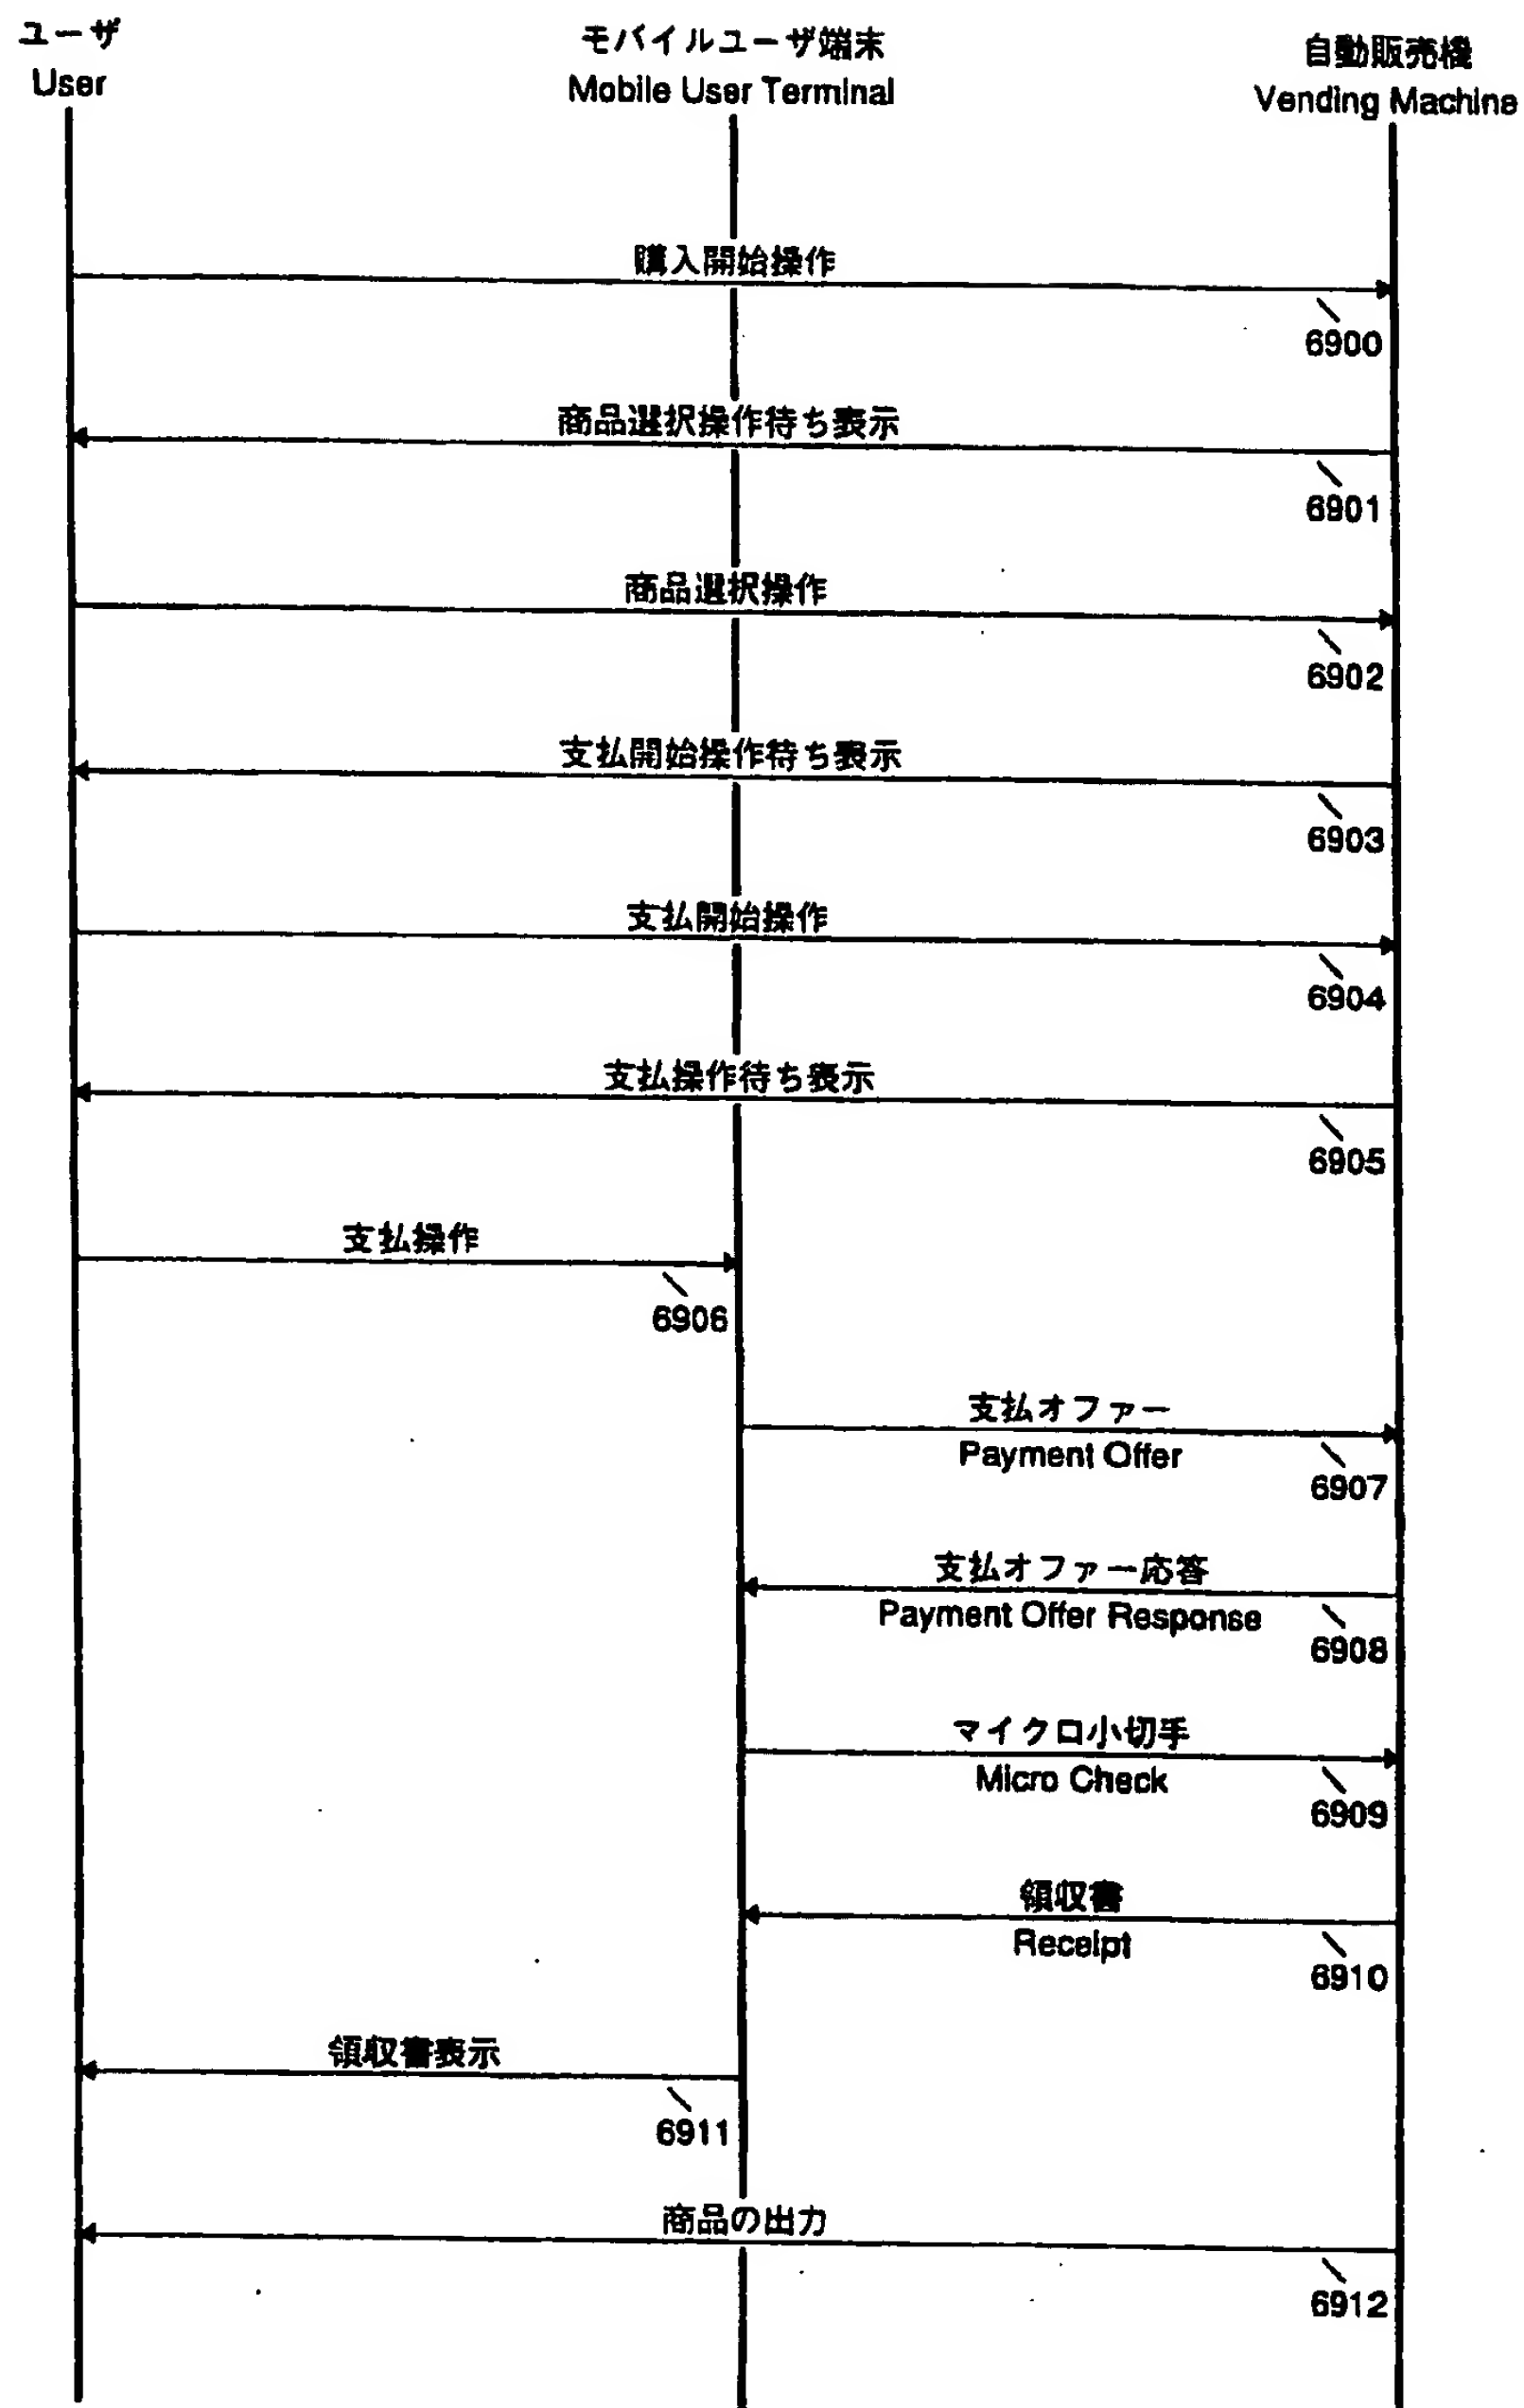 ユーザ
User
モバイルユーザ端末
Mobile User Terminal
自動販売機
Vending Machine
購入開始操作
6900
商品選択操作待ち表示
6901
商品選択操作
6902
支払開始操作待ち表示
6903
支払開始操作
6904
支払操作待ち表示
6905
支払操作
6906
支払オファー
Payment Offer
6907
支払オファー応答
Payment Offer Response
6908
マイクロ小切手
Micro Check
6909
領収書
Receipt
6910
領収書表示
6911
商品の出力
6912